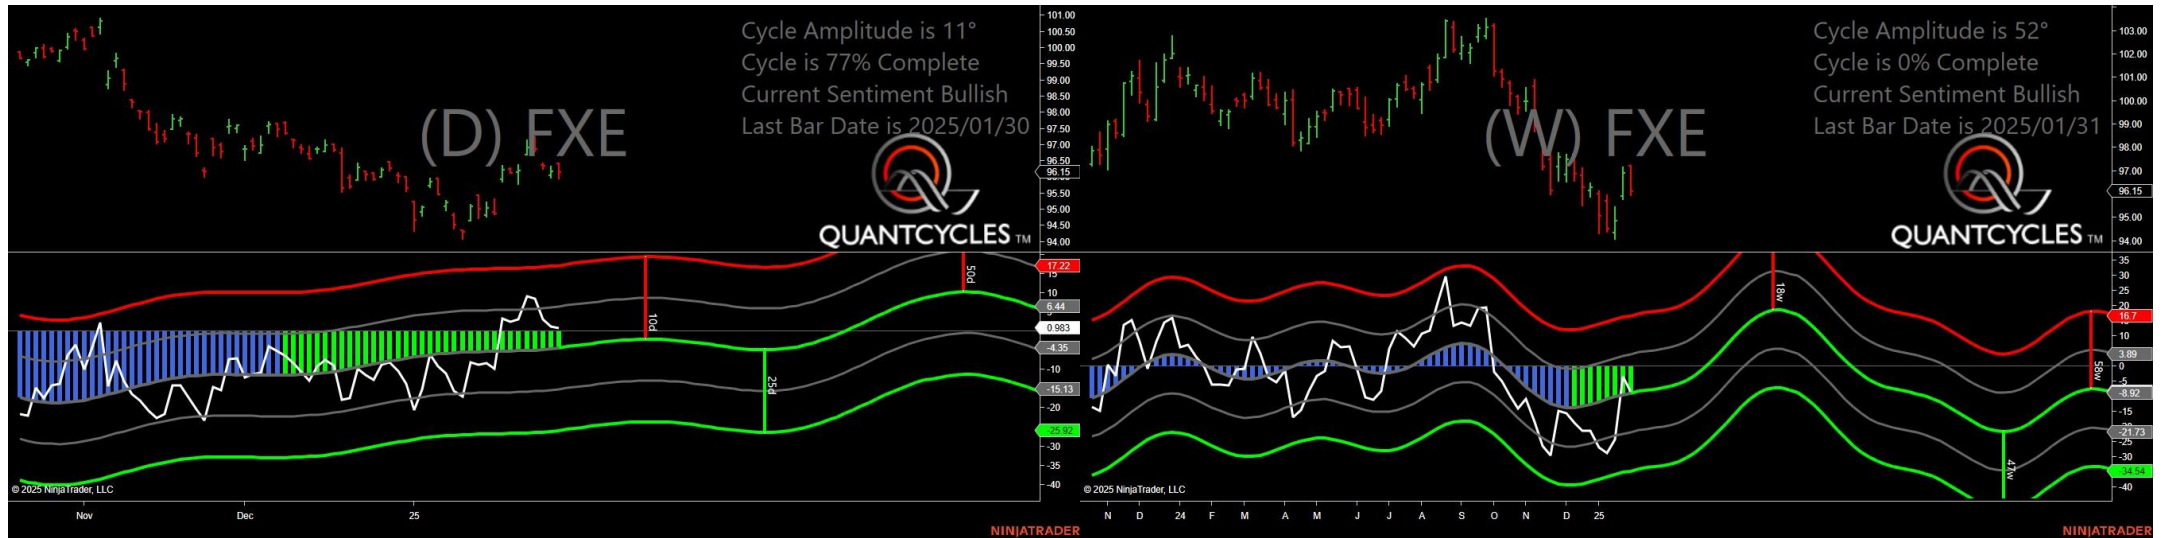 Cycle Amplitude is 11°
Cycle is 77% Complete
Current Sentiment Bullish
Last Bar Date is 2025/01/30
(D) FXE
QUANTCYCLES TM
101.00
100.50
100.00
99.50
99.00
98.50
98.00
97.50
97.00
96.50
96.15
95.50
95.00
94.50
94.00
10d
25d
50d
17.22
15
10
6.44
0.983
-4.35
-10
-15.13
-20
-25.92
-30
-35
-40
© 2025 NinjaTrader, LLC
Nov
Dec
25
NINJATRADER
Cycle Amplitude is 52°
Cycle is 0% Complete
Current Sentiment Bullish
Last Bar Date is 2025/01/31
(W) FXE
QUANTCYCLES TM
103.00
102.00
101.00
100.00
99.00
98.00
97.00
96.15
95.00
94.00
18w
47w
58w
35
30
25
20
16.7
10
3.89
0
-5
-8.92
-15
-21.73
-25
-30
-34.54
-40
© 2025 NinjaTrader, LLC
N D 24 F M A M J J A S O N D 25
NINJATRADER